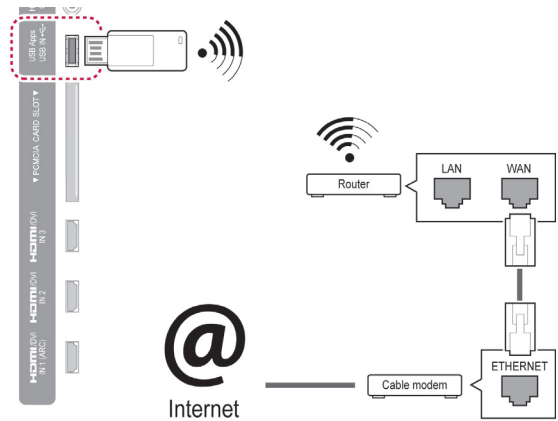 USB Apps
USB IN
▼ PCMCIA CARD SLOT ▼
HDMI/DVI
IN 3
HDMI/DVI
IN 2
HDMI/DVI
IN 1 (ARC)
Router
LAN
WAN
ETHERNET
Cable modem
@
Internet